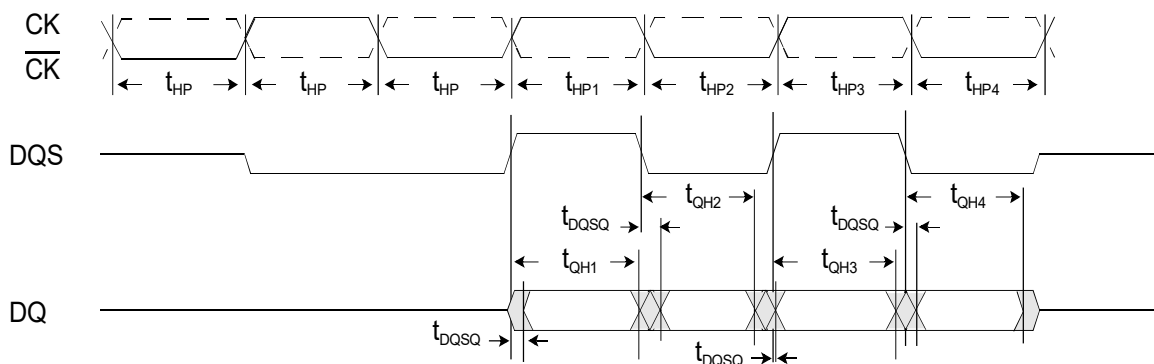 CK
CK
tHP tHP tHP tHP1 tHP2 tHP3 tHP4
DQS
tQH2 tQH4
tDQSQ tDQSQ
tQH1 tQH3
DQ
tDQSQ tDQSQ